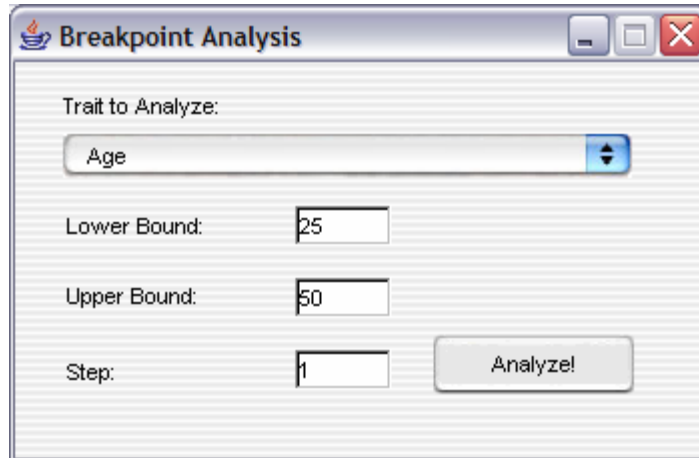 Breakpoint Analysis
Trait to Analyze:
Age
Lower Bound: 25
Upper Bound: 50
Step: 1 Analyze!